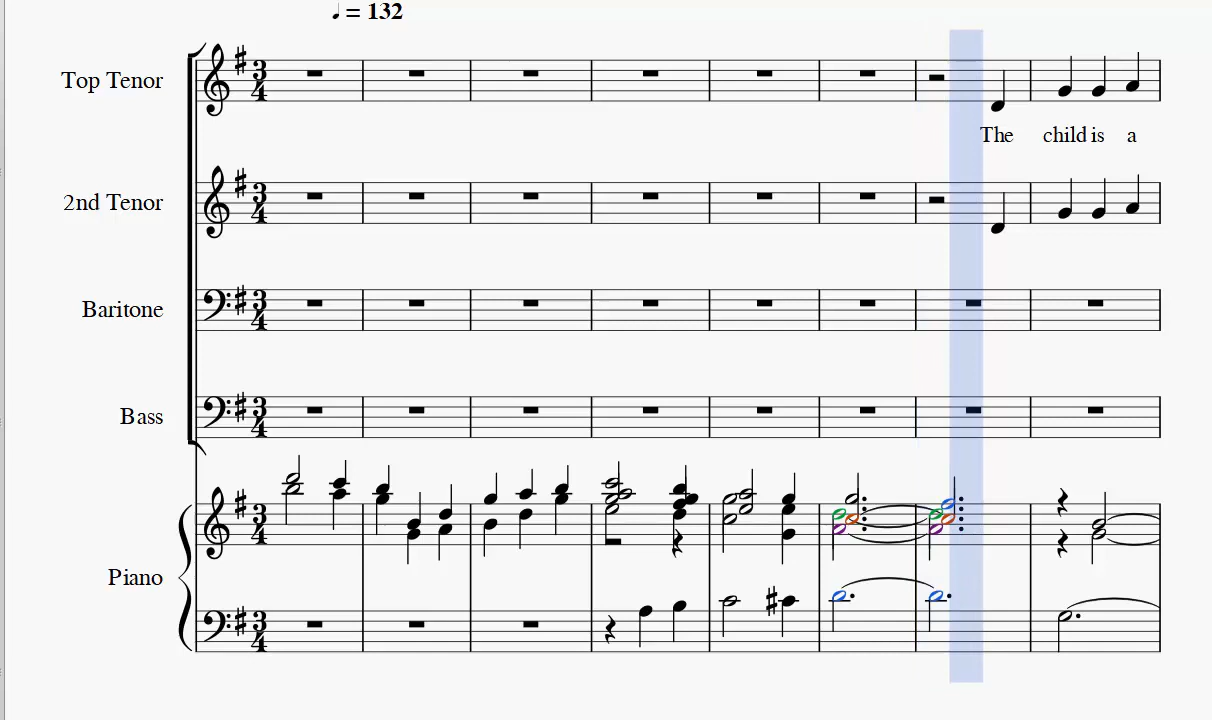 ♩ = 132
Top Tenor
The child is a
2nd Tenor
Baritone
Bass
Piano